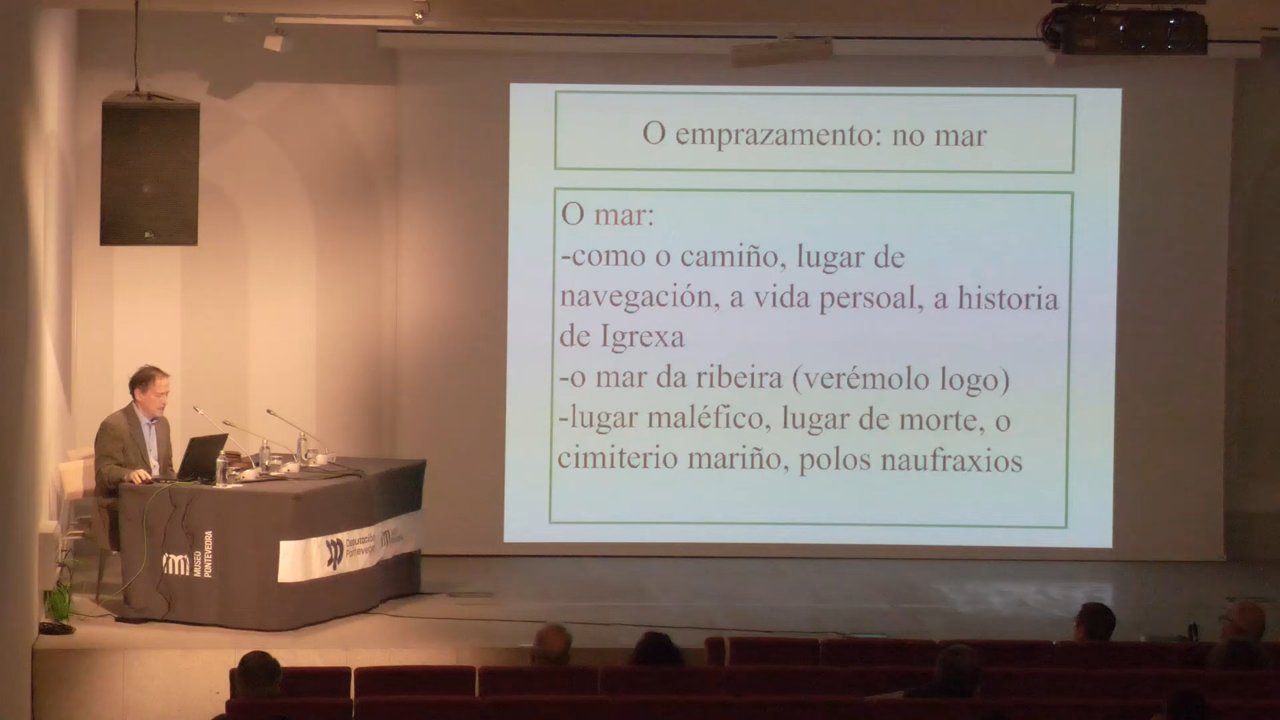 O emprazamento: no mar
O mar:
-como o camiño, lugar de
navegación, a vida persoal, a historia
de Igrexa
-o mar da ribeira (verémolo logo)
-lugar maléfico, lugar de morte, o
cimiterio mariño, polos naufraxios
MUSEO
PONTEVEDRA
Deputación
Pontevedra